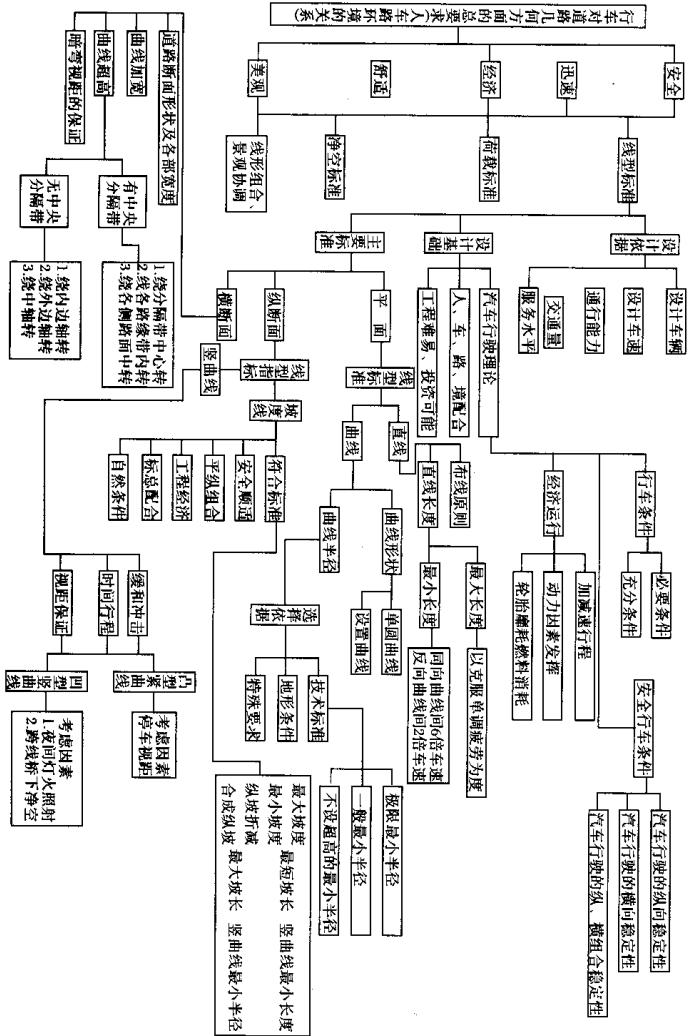 行车对道路几何方面的总要求(人车路环境的关系)
安全
迅速
经济
舒适
美观
线型标准
荷载标准
净空标准
线形组合、
景观协调
设计依据
设计基础
主要标准
设计车辆
设计车速
通行能力
交通量
服务水平
汽车行驶理论
人、车、路、境配合
工程难易、投资可能
平 面
纵断面
横断面
行车条件
必要条件
充分条件
经济运行
加减速行程
动力因素发挥
轮胎磨耗燃料消耗
安全行车条件
汽车行驶的纵向稳定性
汽车行驶的横向稳定性
汽车行驶的纵、横组合稳定性
线型标准
直线
曲线
布线原则
直线长度
最大长度
以克服单调疲劳为度
最小长度
同向曲线间6倍车速
反向曲线间2倍车速
曲线形状
单圆曲线
设置曲线
曲线半径
选择依据
技术标准
地形条件
特殊要求
极限最小半径
一般最小半径
不设超高的最小半径
线型指标
坡度线
竖曲线
符合标准
安全顺适
平纵组合
工程经济
标总配合
自然条件
最大坡度 最短坡长 竖曲线最小长度
最小坡度
纵坡折减
合成纵坡 最大坡长 竖曲线最小半径
缓和冲击
时间行程
视距保证
凸型紧曲线
凹型竖曲线
考虑因素
停车视距
考虑因素
1.夜间灯火照射
2.跨线桥下净空
道路断面形状及各部宽度
曲线加宽
曲线超高
暗弯视距的保证
有中央
分隔带
无中央
分隔带
1.绕分隔带中心转
2.线各路缘带内转
3.绕各侧路面中转
1.绕内边轴转
2.绕外边轴转
3.绕中轴转